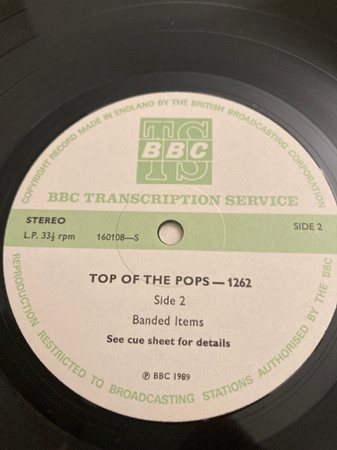 COPYRIGHT RECORD MADE IN ENGLAND BY THE BRITISH BROADCASTING CORPORATION
TS
BBC
BBC TRANSCRIPTION SERVICE
STEREO
SIDE 2
L.P. 33⅓ rpm
160108—S
TOP OF THE POPS — 1262
Side 2
Banded Items
See cue sheet for details
℗ BBC 1989
REPRODUCTION RESTRICTED TO BROADCASTING STATIONS AUTHORISED BY THE BBC